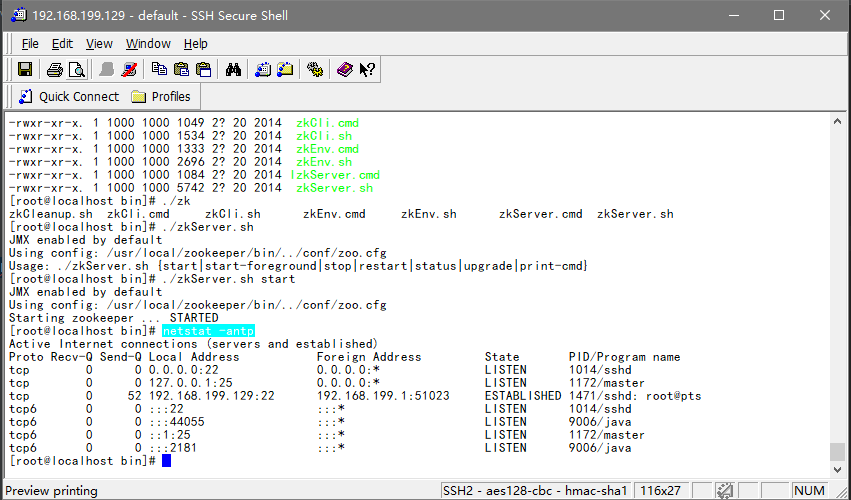 192.168.199.129 - default - SSH Secure Shell
File Edit View Window Help
Quick Connect Profiles
-rwxr-xr-x. 1 1000 1000 1049 2? 20 2014 zkCli.cmd
-rwxr-xr-x. 1 1000 1000 1534 2? 20 2014 zkCli.sh
-rwxr-xr-x. 1 1000 1000 1333 2? 20 2014 zkEnv.cmd
-rwxr-xr-x. 1 1000 1000 2696 2? 20 2014 zkEnv.sh
-rwxr-xr-x. 1 1000 1000 1084 2? 20 2014 lzkServer.cmd
-rwxr-xr-x. 1 1000 1000 5742 2? 20 2014 zkServer.sh
[root@localhost bin]# ./zk
zkCleanup.sh zkCli.cmd zkCli.sh zkEnv.cmd zkEnv.sh zkServer.cmd zkServer.sh
[root@localhost bin]# ./zkServer.sh
JMX enabled by default
Using config: /usr/local/zookeeper/bin/../conf/zoo.cfg
Usage: ./zkServer.sh {start|start-foreground|stop|restart|status|upgrade|print-cmd}
[root@localhost bin]# ./zkServer.sh start
JMX enabled by default
Using config: /usr/local/zookeeper/bin/../conf/zoo.cfg
Starting zookeeper ... STARTED
[root@localhost bin]# netstat -antp
Active Internet connections (servers and established)
Proto Recv-Q Send-Q Local Address Foreign Address State PID/Program name
tcp 0 0 0.0.0.0:22 0.0.0.0:* LISTEN 1014/sshd
tcp 0 0 127.0.0.1:25 0.0.0.0:* LISTEN 1172/master
tcp 0 52 192.168.199.129:22 192.168.199.1:51023 ESTABLISHED 1471/sshd: root@pts
tcp6 0 0 :::22 :::* LISTEN 1014/sshd
tcp6 0 0 :::44055 :::* LISTEN 9006/java
tcp6 0 0 ::1:25 :::* LISTEN 1172/master
tcp6 0 0 :::2181 :::* LISTEN 9006/java
[root@localhost bin]#
Preview printing SSH2 - aes128-cbc - hmac-sha1 116x27 NUM